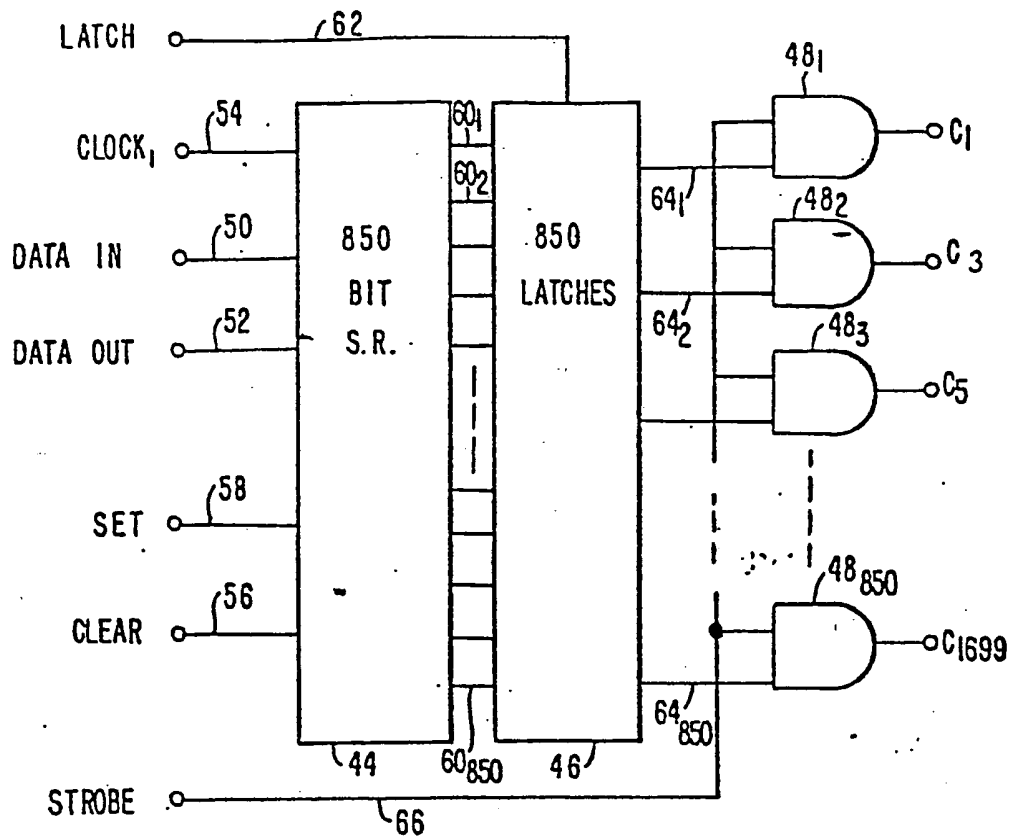 LATCH
62
48₁
54
CLOCK₁
60₁
C₁
60₂
64₁
48₂
50
DATA IN
850
BIT
S.R.
850
LATCHES
C₃
52
DATA OUT
64₂
48₃
C₅
58
SET
56
CLEAR
48₈₅₀
C₁₆₉₉
64₈₅₀
44
60₈₅₀
46
STROBE
66